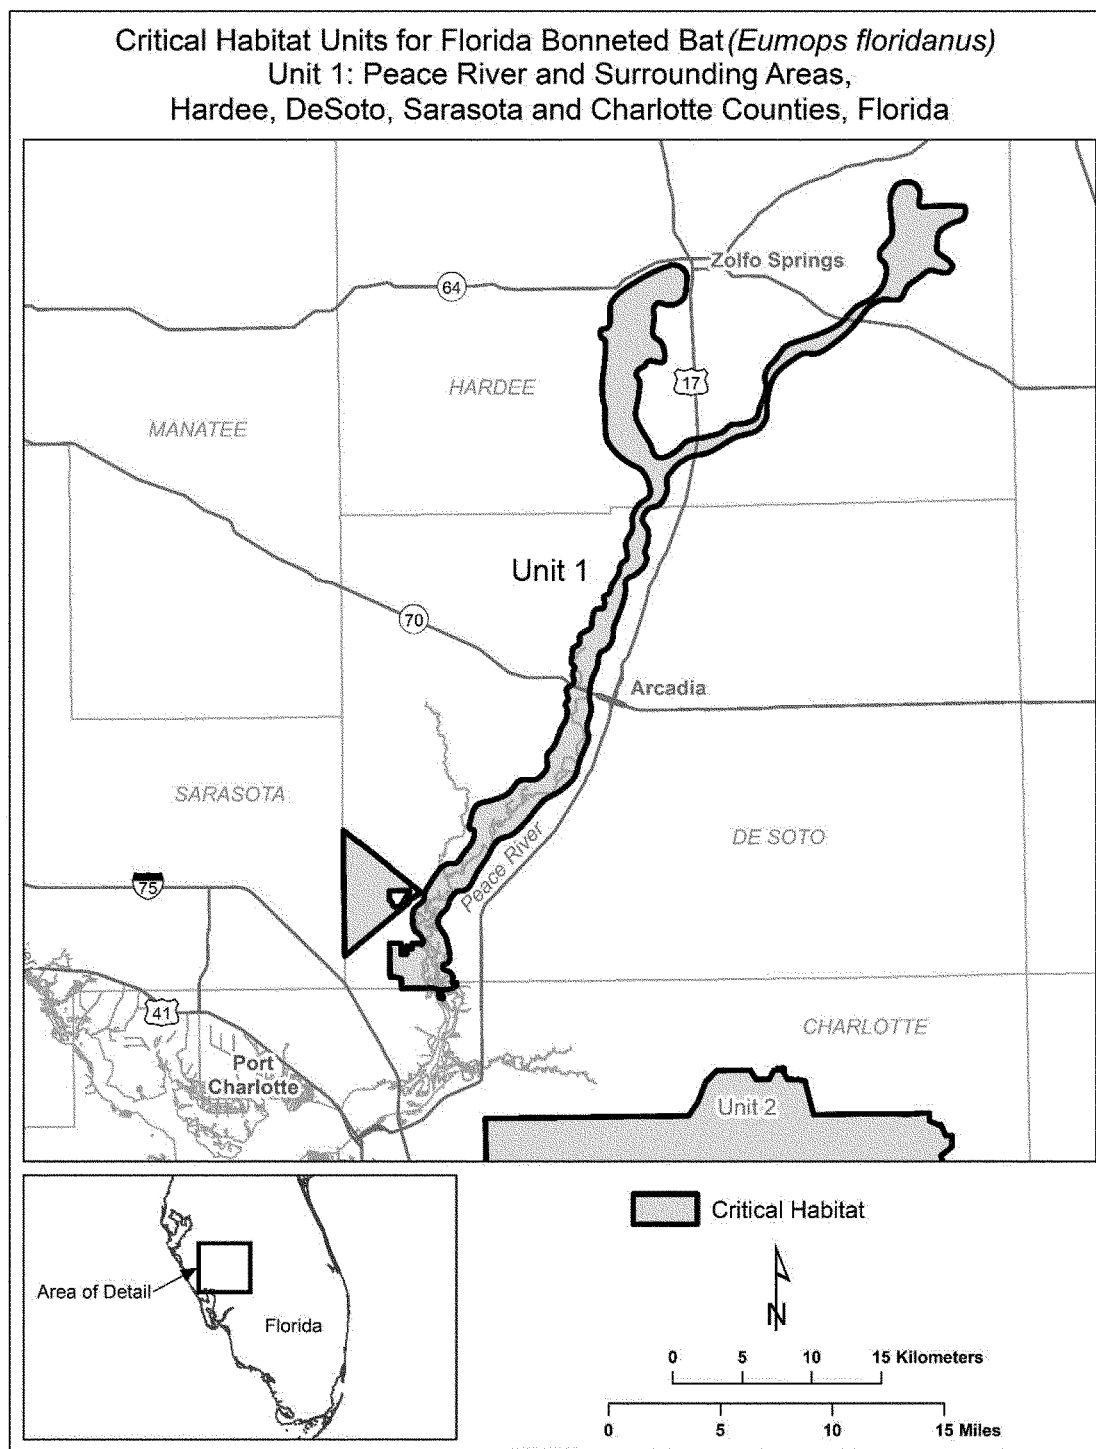 Critical Habitat Units for Florida Bonneted Bat (Eumops floridanus)
Unit 1: Peace River and Surrounding Areas,
Hardee, DeSoto, Sarasota and Charlotte Counties, Florida
Zolfo Springs
64
17
HARDEE
MANATEE
Unit 1
70
Arcadia
SARASOTA
DE SOTO
Peace River
75
41
CHARLOTTE
Port
Charlotte
Unit 2
Area of Detail
Florida
Critical Habitat
N
0 5 10 15 Kilometers
0 5 10 15 Miles